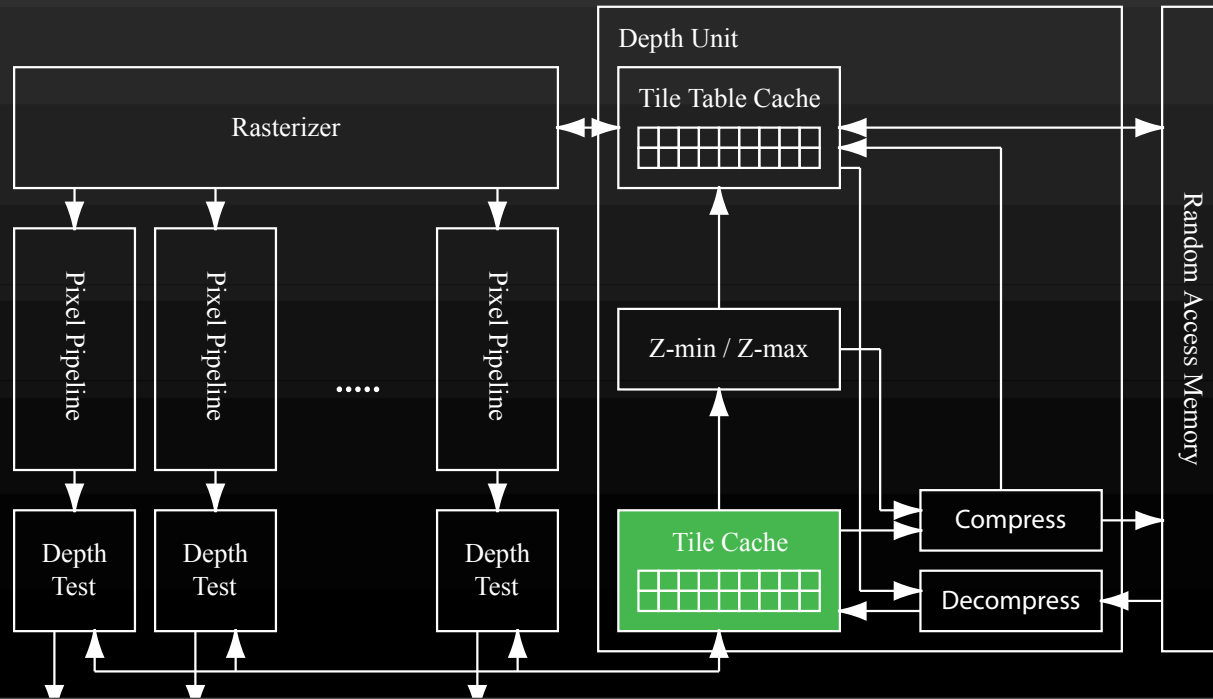 Depth Unit
Rasterizer
Tile Table Cache
Random Access Memory
Pixel Pipeline
Pixel Pipeline
.....
Pixel Pipeline
Z-min / Z-max
Depth
Test
Depth
Test
Depth
Test
Tile Cache
Compress
Decompress